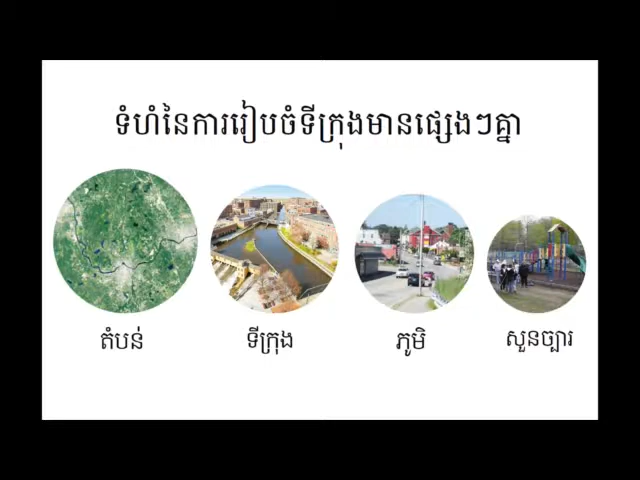 ទំហំនៃការរៀបចំទីក្រុងមានផ្សេងៗគ្នា
តំបន់
ទីក្រុង
ភូមិ
សួនច្បារ